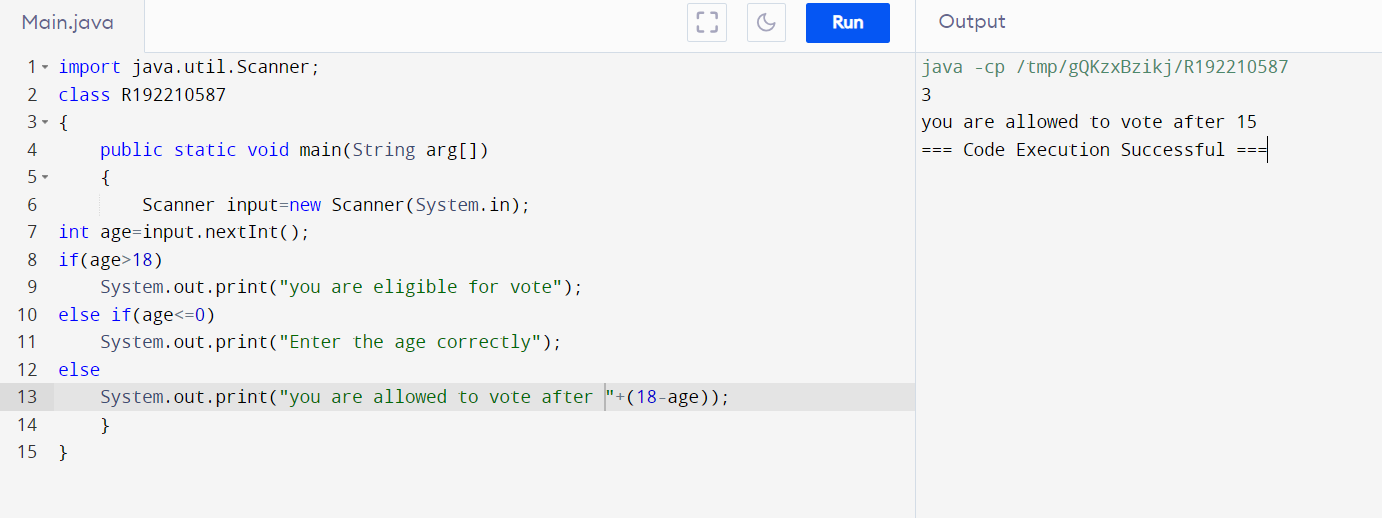 Main.java
Run
Output
1 import java.util.Scanner;
2 class R192210587
3 {
4     public static void main(String arg[])
5     {
6         Scanner input=new Scanner(System.in);
7 int age=input.nextInt();
8 if(age>18)
9     System.out.print("you are eligible for vote");
10 else if(age<=0)
11     System.out.print("Enter the age correctly");
12 else
13     System.out.print("you are allowed to vote after "+(18-age));
14     }
15 }
java -cp /tmp/gQKzxBzikj/R192210587
3
you are allowed to vote after 15
=== Code Execution Successful ===